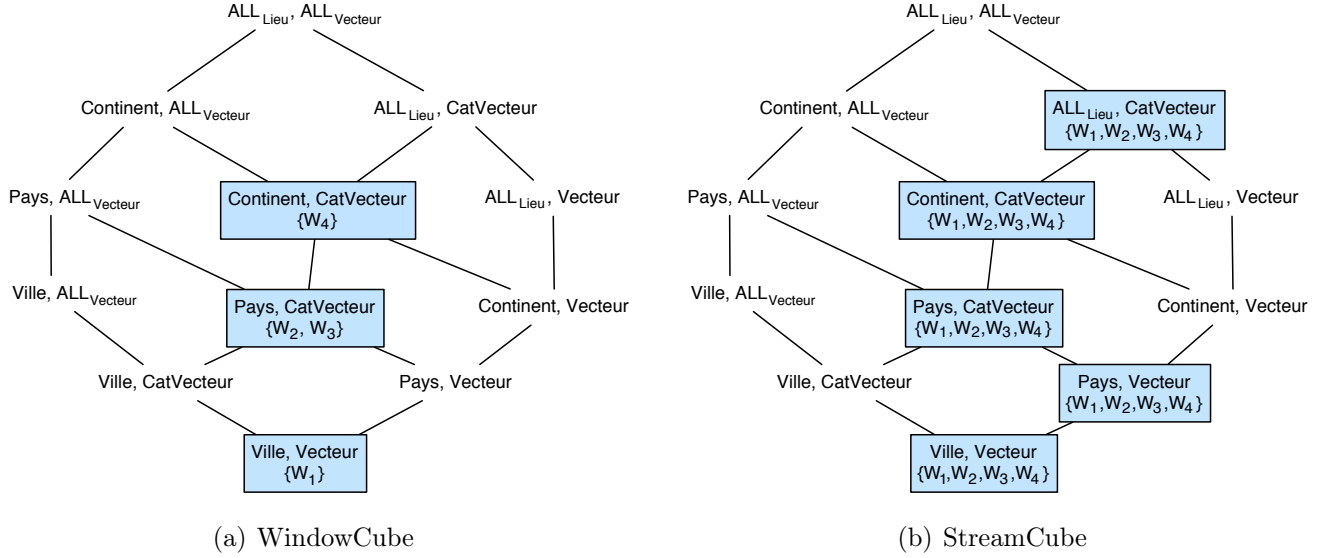 ALL_Lieu, ALL_Vecteur
Continent, ALL_Vecteur
ALL_Lieu, CatVecteur
Pays, ALL_Vecteur
Continent, CatVecteur
{W_4}
ALL_Lieu, Vecteur
Ville, ALL_Vecteur
Pays, CatVecteur
{W_2, W_3}
Continent, Vecteur
Ville, CatVecteur
Pays, Vecteur
Ville, Vecteur
{W_1}
(a) WindowCube
ALL_Lieu, ALL_Vecteur
Continent, ALL_Vecteur
ALL_Lieu, CatVecteur
{W_1,W_2,W_3,W_4}
Pays, ALL_Vecteur
Continent, CatVecteur
{W_1,W_2,W_3,W_4}
ALL_Lieu, Vecteur
Ville, ALL_Vecteur
Pays, CatVecteur
{W_1,W_2,W_3,W_4}
Continent, Vecteur
Ville, CatVecteur
Pays, Vecteur
{W_1,W_2,W_3,W_4}
Ville, Vecteur
{W_1,W_2,W_3,W_4}
(b) StreamCube